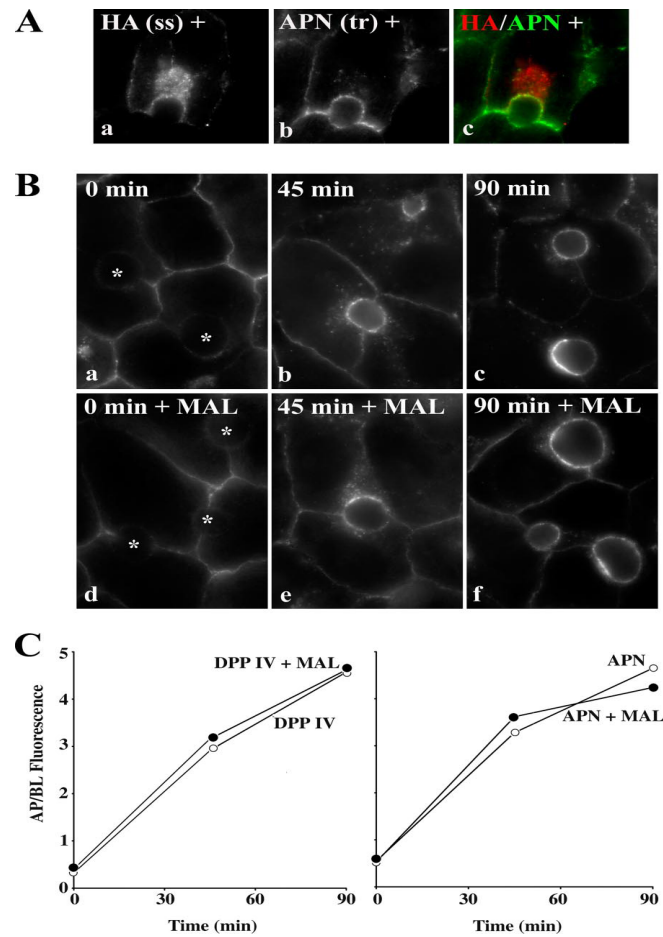 A
HA (ss) +
APN (tr) +
HA/APN +
a
b
c
B
0 min
45 min
90 min
*
*
a
b
c
0 min + MAL
45 min + MAL
90 min + MAL
*
*
*
d
e
f
C
AP/BL Fluorescence
5
4
3
2
1
0
DPP IV + MAL
DPP IV
APN
APN + MAL
0
30
60
90
0
30
60
90
Time (min)
Time (min)